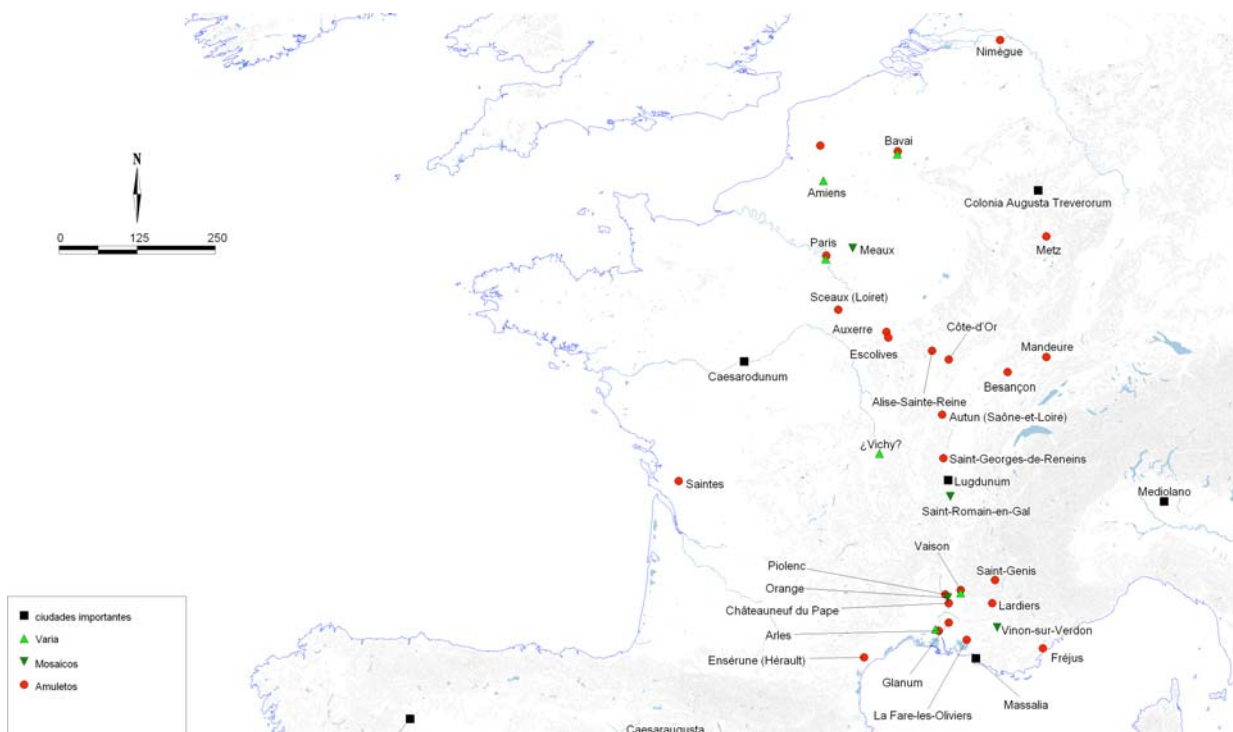 Nimègue
Bavai
N
Amiens
Colonia Augusta Treverorum
0 125 250
Paris
Meaux
Metz
Sceaux (Loiret)
Auxerre
Côte-d'Or
Escolives
Mandeure
Caesarodunum
Besançon
Alise-Sainte-Reine
Autun (Saône-et-Loire)
¿Vichy?
Saint-Georges-de-Reneins
Saintes
Lugdunum
Mediolano
Saint-Romain-en-Gal
Vaison
Piolenc
Saint-Genis
Orange
Châteauneuf du Pape
Lardiers
ciudades importantes
Varia
Mosaicos
Amuletos
Arles
Vinon-sur-Verdon
Ensérune (Hérault)
Fréjus
Glanum
Massalia
La Fare-les-Oliviers
Caesaraugusta